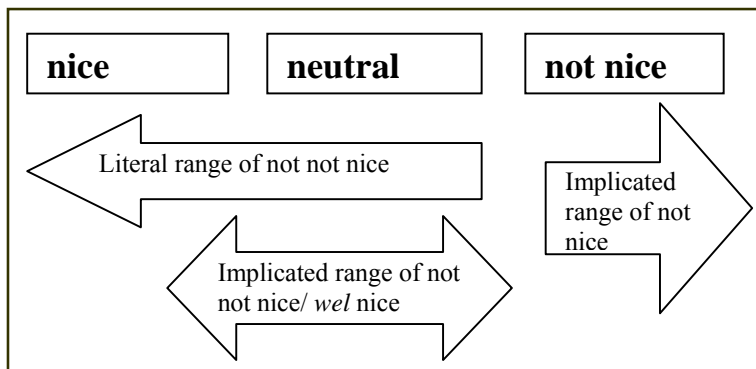 nice
neutral
not nice
Literal range of not not nice
Implicated
range of not
nice
Implicated range of not
not nice/ wel nice